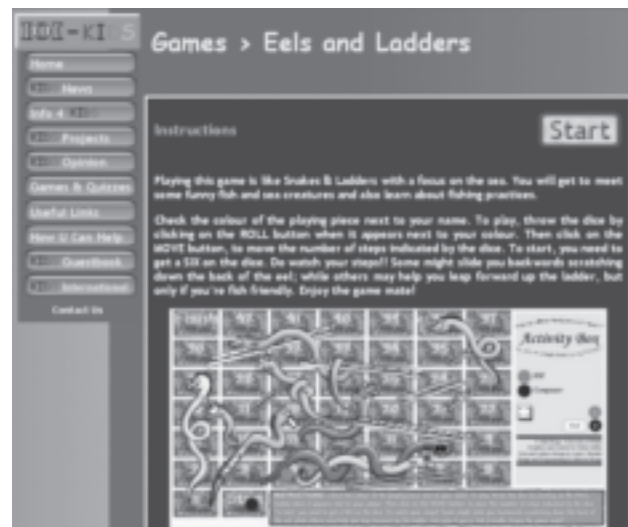 Games > Eels and Ladders
Home
News
Info 4
Projects
Opinion
Games & Quizzes
Useful Links
How U Can Help
Guestbook
International
Contact Us
Instructions
Start
Playing this game is like Snakes & Ladders with a focus on the sea. You will get to meet
some funny fish and sea creatures and also learn about fishing practices.
Check the colour of the playing piece next to your name. To play, throw the dice by
clicking on the ROLL button when it appears next to your colour. Then click on the
MOVE button, to move the number of steps indicated by the dice. To start, you need to
get a SIX on the dice. Do watch your steps!! Some might slide you backwards scratching
down the back of the eel; while others may help you leap forward up the ladder, but
only if you're fish friendly. Enjoy the game mate!
Activity Box